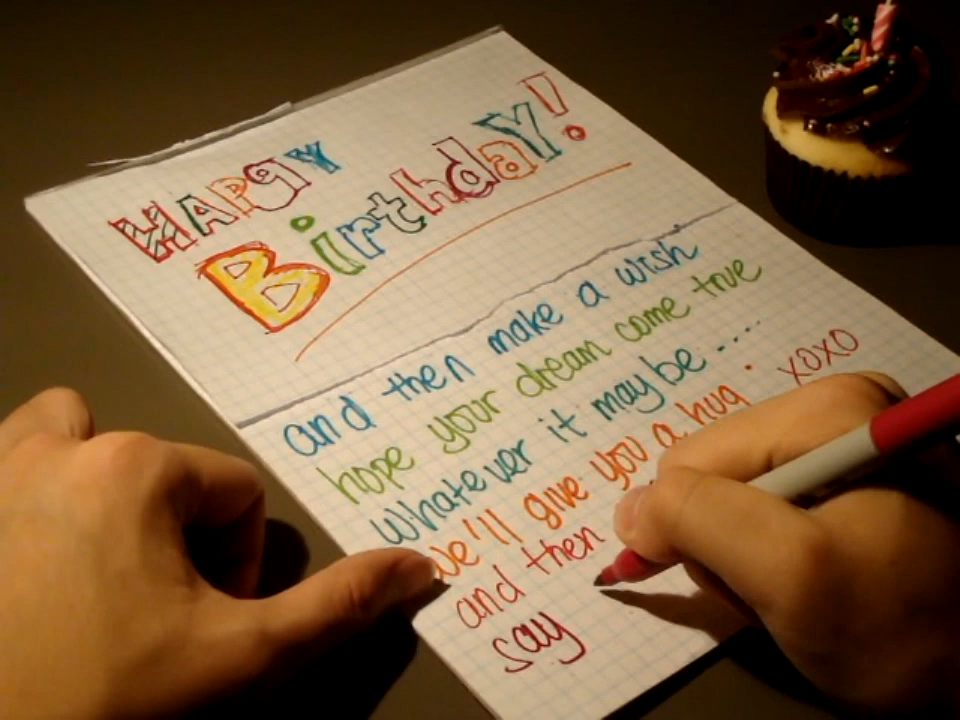 HAPPY
BirthdaY!
and then make a wish
hope your dream come true
whatever it may be....
we'll give you a hug. xoxo
and then
say